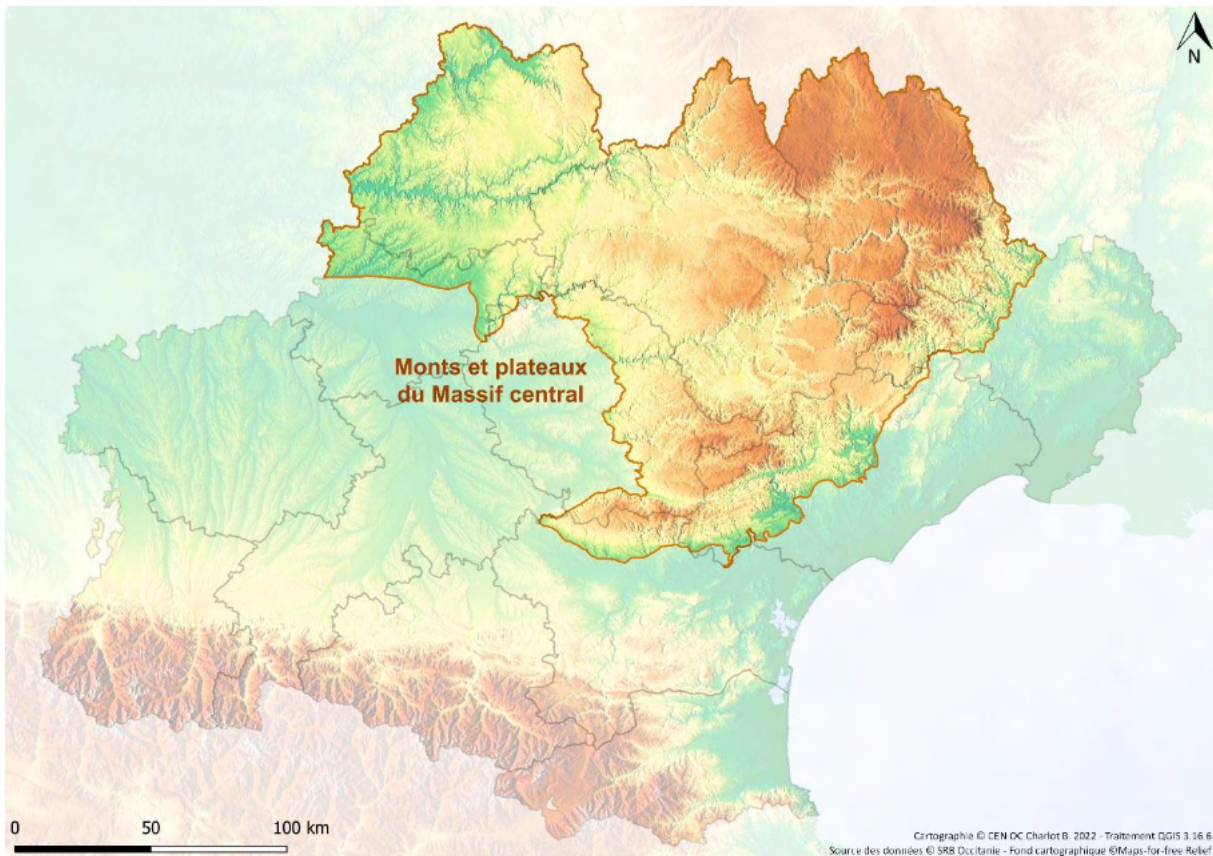 N
Monts et plateaux
du Massif central
0 50 100 km
Cartographie © CEN OC Charlot B. 2022 - Traitement QGIS 3.16.6
Source des données © SRB Occitanie - Fond cartographique ©Maps-for-free Relief